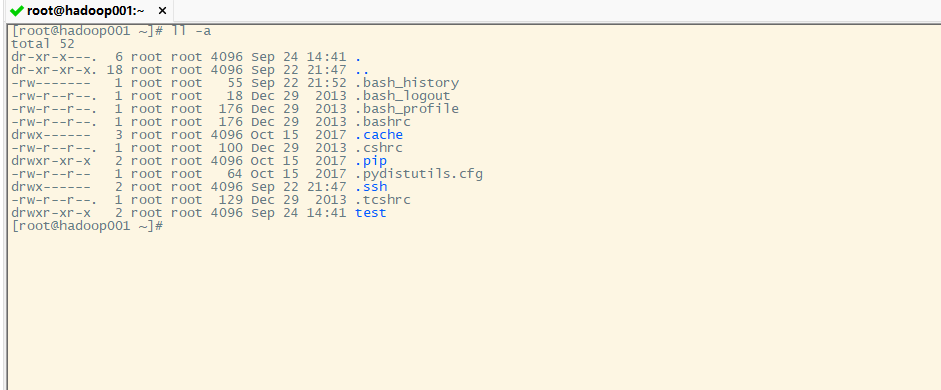 root@hadoop001:~ ×
[root@hadoop001 ~]# ll -a
total 52
dr-xr-x---.  6 root root 4096 Sep 24 14:41 .
dr-xr-xr-x. 18 root root 4096 Sep 22 21:47 ..
-rw-------   1 root root   55 Sep 22 21:52 .bash_history
-rw-r--r--.  1 root root   18 Dec 29  2013 .bash_logout
-rw-r--r--.  1 root root  176 Dec 29  2013 .bash_profile
-rw-r--r--.  1 root root  176 Dec 29  2013 .bashrc
drwx------   3 root root 4096 Oct 15  2017 .cache
-rw-r--r--.  1 root root  100 Dec 29  2013 .cshrc
drwxr-xr-x   2 root root 4096 Oct 15  2017 .pip
-rw-r--r--   1 root root   64 Oct 15  2017 .pydistutils.cfg
drwx------   2 root root 4096 Sep 22 21:47 .ssh
-rw-r--r--.  1 root root  129 Dec 29  2013 .tcshrc
drwxr-xr-x   2 root root 4096 Sep 24 14:41 test
[root@hadoop001 ~]#